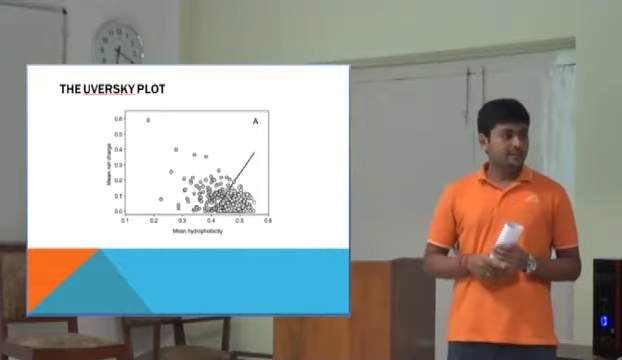 THE UVERSKY PLOT
A
Mean net charge
0.6
0.5
0.4
0.3
0.2
0.1
0.0
0.1 0.2 0.3 0.4 0.5 0.6
Mean hydrophobicity